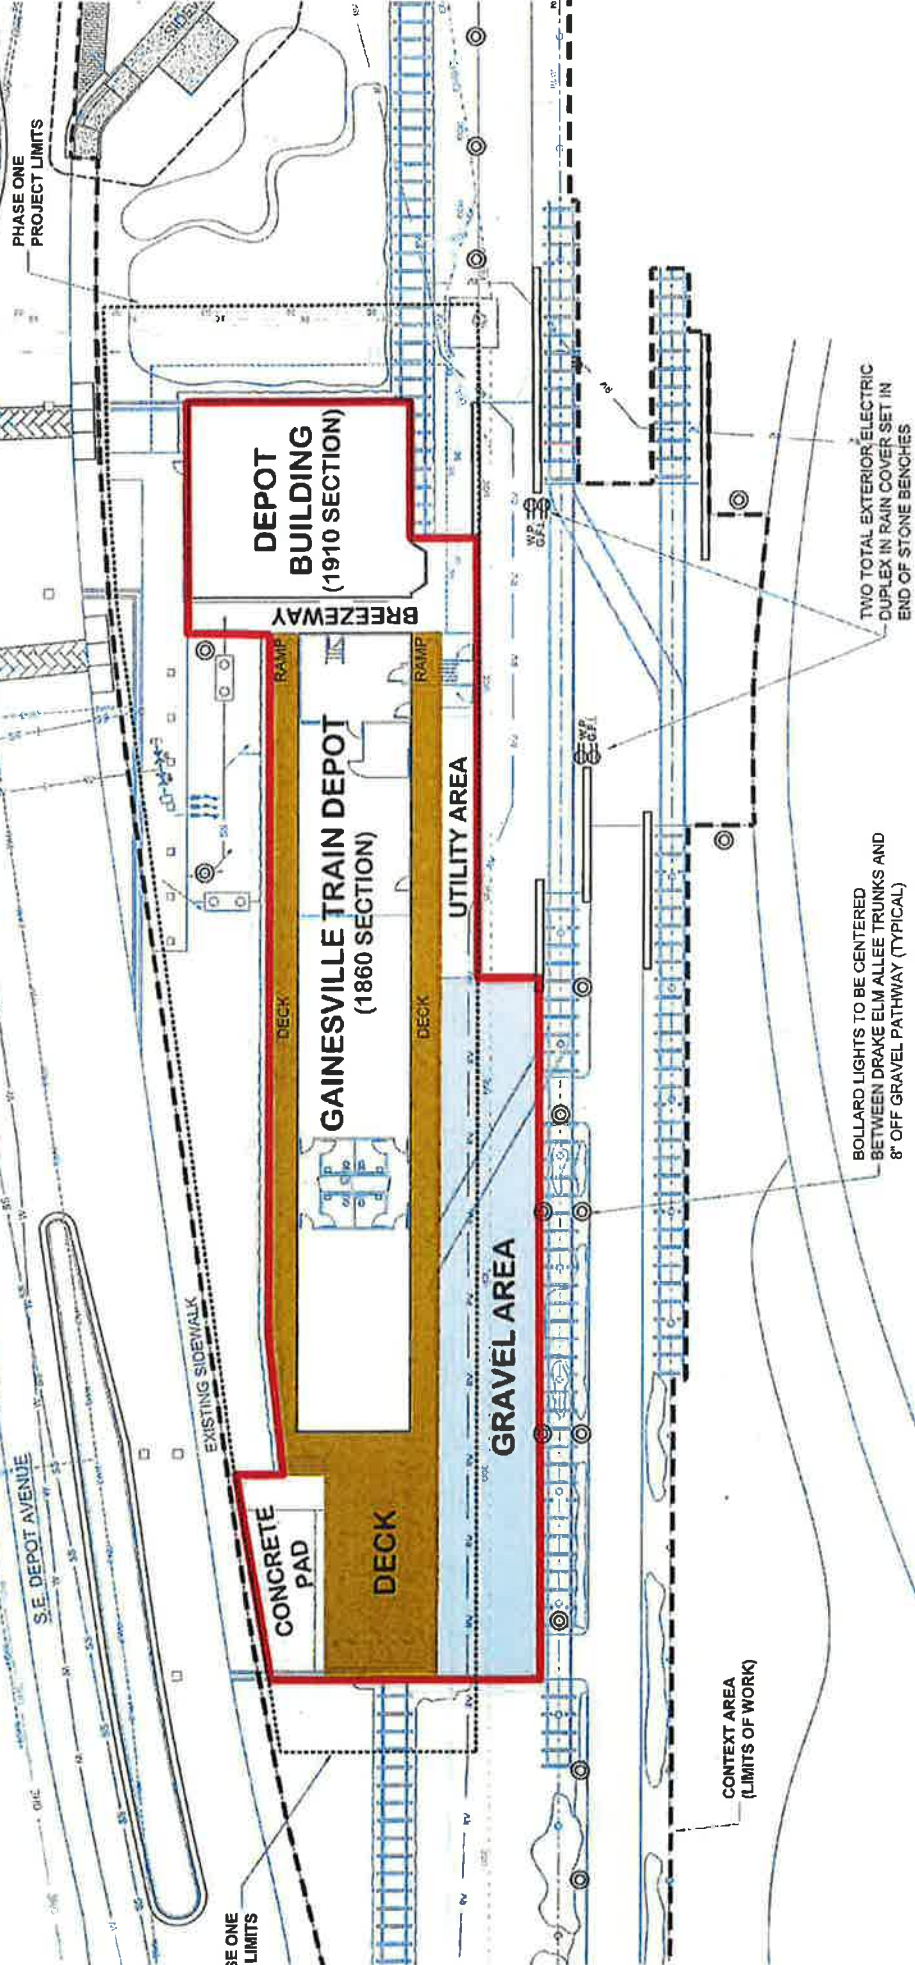 PHASE ONE
PROJECT LIMITS
S.E. DEPOT AVENUE
EXISTING SIDEWALK
DEPOT
BUILDING
(1910 SECTION)
BREEZEWAY
RAMP
RAMP
GAINESVILLE TRAIN DEPOT
(1860 SECTION)
DECK
DECK
UTILITY AREA
CONCRETE
PAD
DECK
GRAVEL AREA
W.P.
G.F.I.
W.P.
G.F.I.
TWO TOTAL EXTERIOR ELECTRIC
DUPLEX IN RAIN COVER SET IN
END OF STONE BENCHES
BOLLARD LIGHTS TO BE CENTERED
BETWEEN DRAKE ELM ALLEE TRUNKS AND
8" OFF GRAVEL PATHWAY (TYPICAL)
CONTEXT AREA
(LIMITS OF WORK)
SE ONE
LIMITS